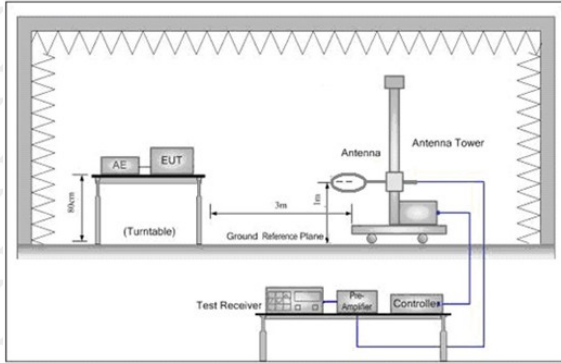 AE
EUT
80cm
(Turntable)
3m
1m
Antenna
Antenna Tower
Ground Reference Plane
Test Receiver
Pre-
Amplifier
Controller